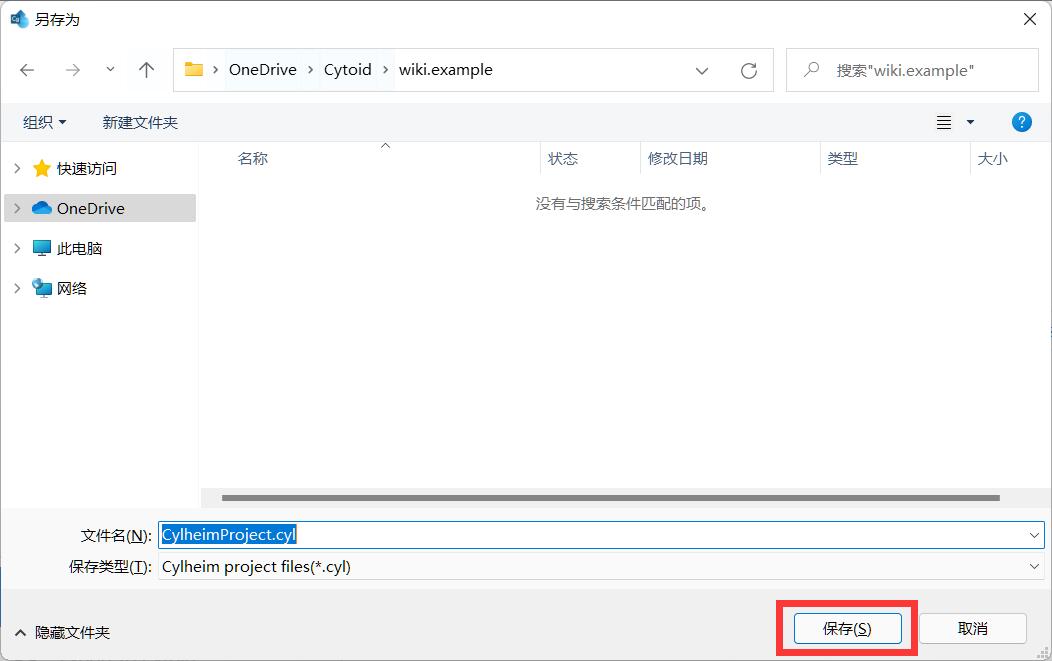 另存为
OneDrive › Cytoid › wiki.example
搜索"wiki.example"
组织 新建文件夹
?
名称 状态 修改日期 类型 大小
没有与搜索条件匹配的项。
快速访问
OneDrive
此电脑
网络
文件名(N): CylheimProject.cyl
保存类型(T): Cylheim project files(*.cyl)
隐藏文件夹 保存(S) 取消